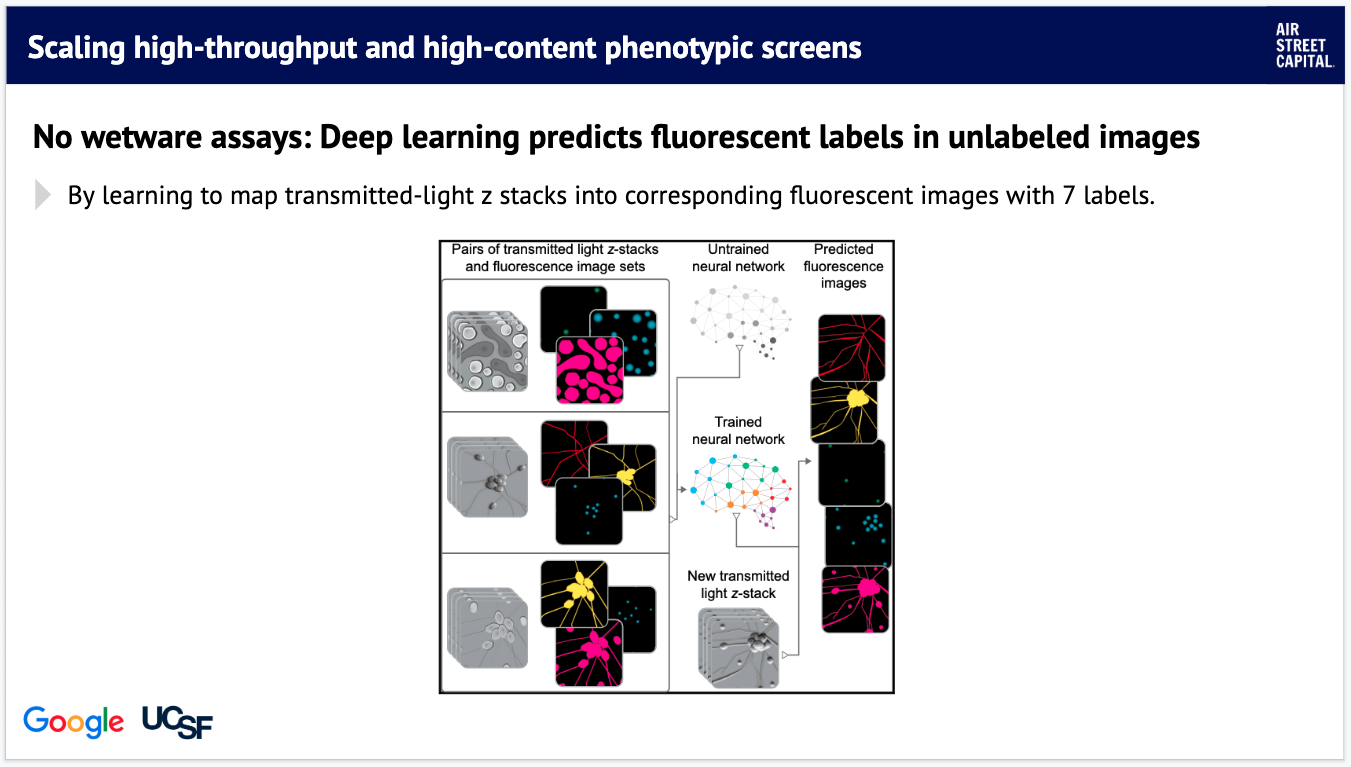 Scaling high-throughput and high-content phenotypic screens
AIR
STREET
CAPITAL.
No wetware assays: Deep learning predicts fluorescent labels in unlabeled images
By learning to map transmitted-light z stacks into corresponding fluorescent images with 7 labels.
Pairs of transmitted light z-stacks
and fluorescence image sets
Untrained
neural network
Predicted
fluorescence
images
Trained
neural network
New transmitted
light z-stack
Google
UCSF